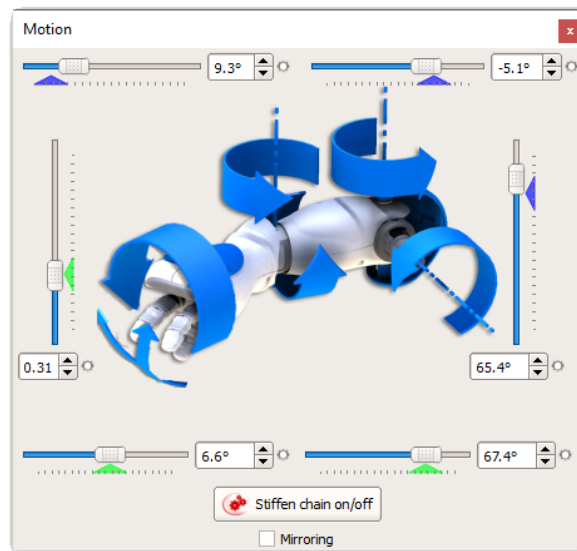 Motion
x
9.3°
-5.1°
0.31
65.4°
6.6°
67.4°
Stiffen chain on/off
Mirroring